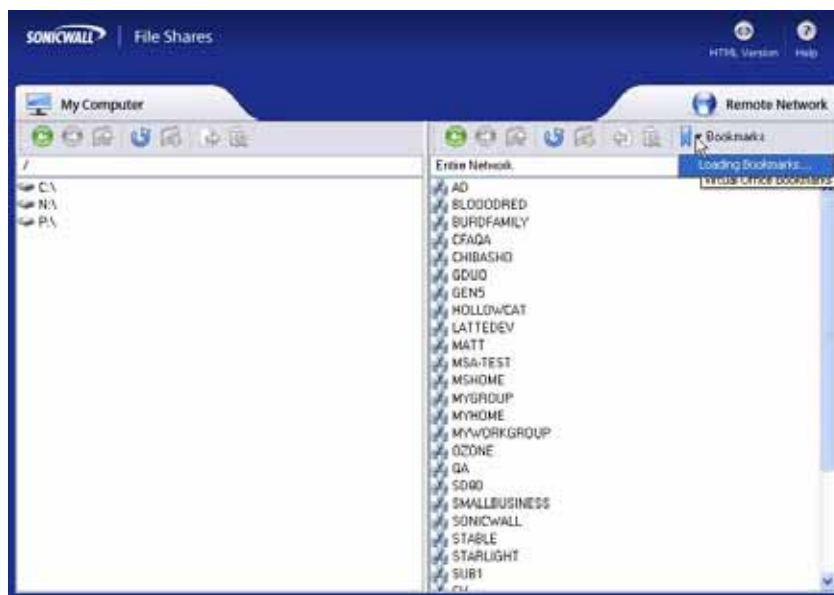 SONICWALL
File Shares
HTML Version
Help
My Computer
Remote Network
Bookmarks
/
Entire Network
Loading Bookmarks...
Virtual Office Bookmarks
C:\
N:\
P:\
AD
BLOODRED
BURDFAMILY
CFAQA
CHIBASHO
GDUO
GEN5
HOLLOWCAT
LATTEDEV
MATT
MSA-TEST
MSHOME
MYGROUP
MYHOME
MYWORKGROUP
OZONE
QA
SD80
SMALLBUSINESS
SONICWALL
STABLE
STARLIGHT
SUB1